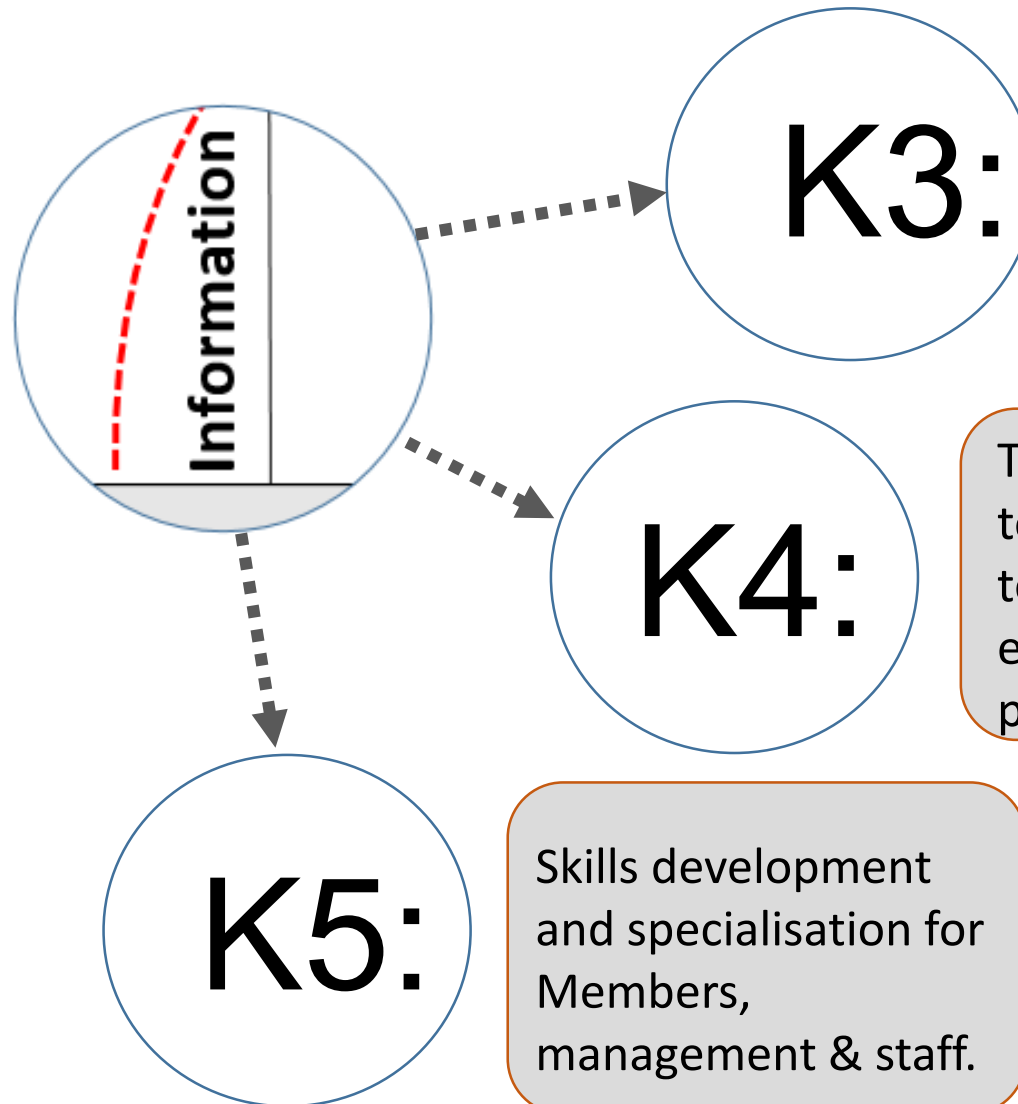 Information
K3:
K4:
K5:
Skills development
and specialisation for
Members,
management & staff.